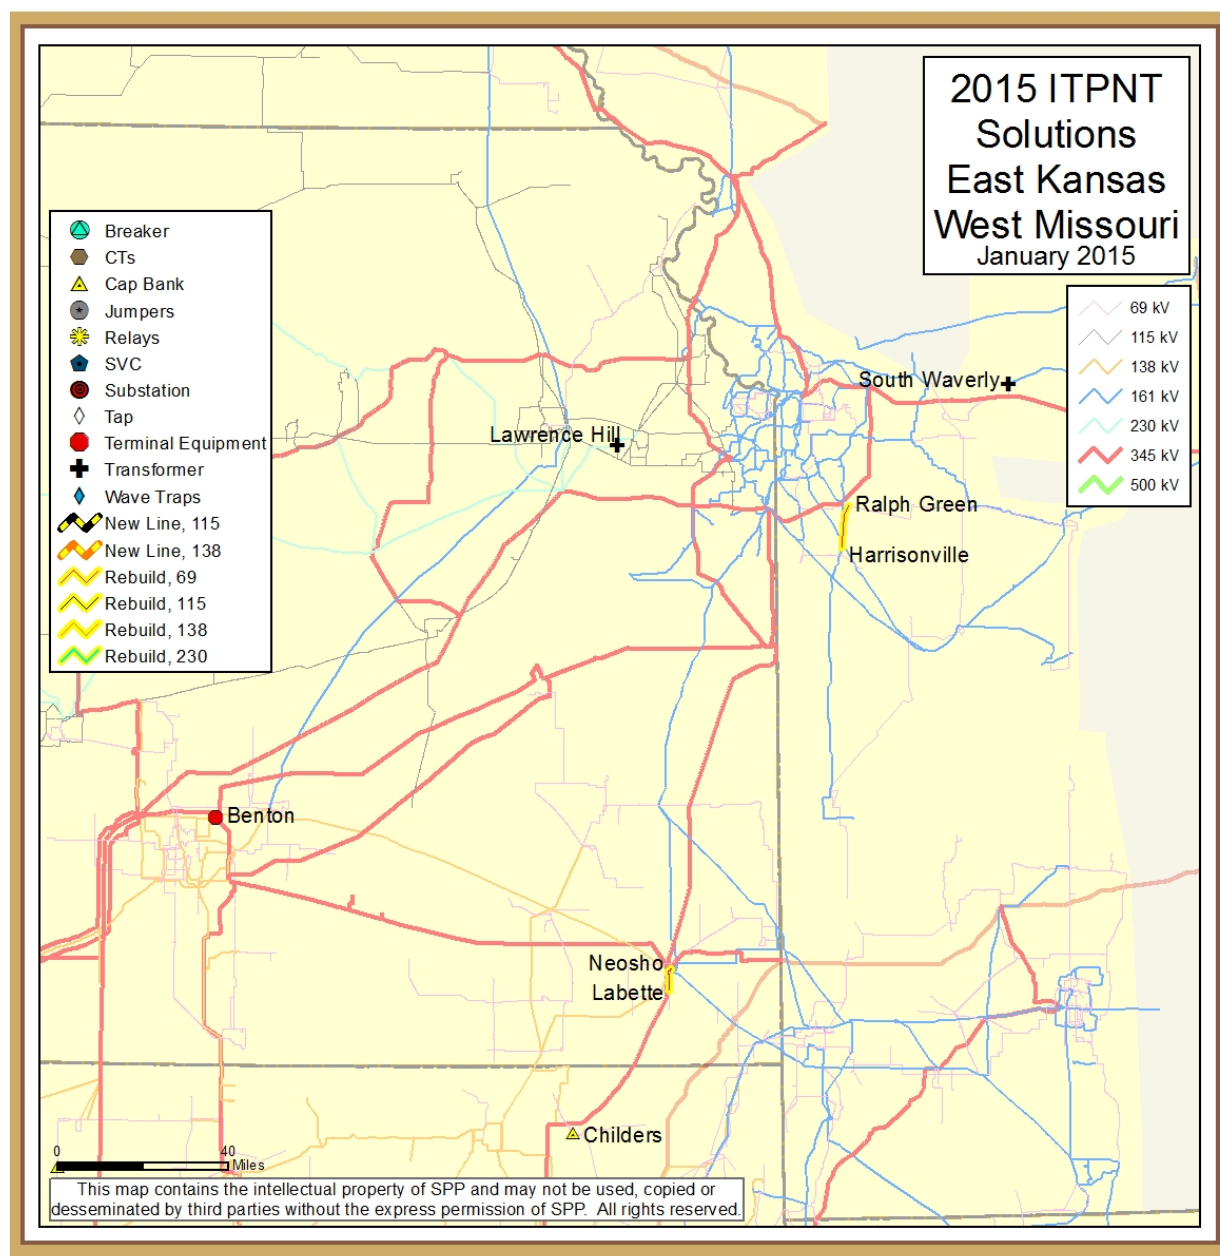 2015 ITPNT
Solutions
East Kansas
West Missouri
January 2015
Breaker
CTs
Cap Bank
Jumpers
Relays
SVC
Substation
Tap
Terminal Equipment
Transformer
Wave Traps
New Line, 115
New Line, 138
Rebuild, 69
Rebuild, 115
Rebuild, 138
Rebuild, 230
69 kV
115 kV
138 kV
161 kV
230 kV
345 kV
500 kV
South Waverly
Lawrence Hill
Ralph Green
Harrisonville
Benton
Neosho
Labette
Childers
0 40
Miles
This map contains the intellectual property of SPP and may not be used, copied or
desseminated by third parties without the express permission of SPP. All rights reserved.